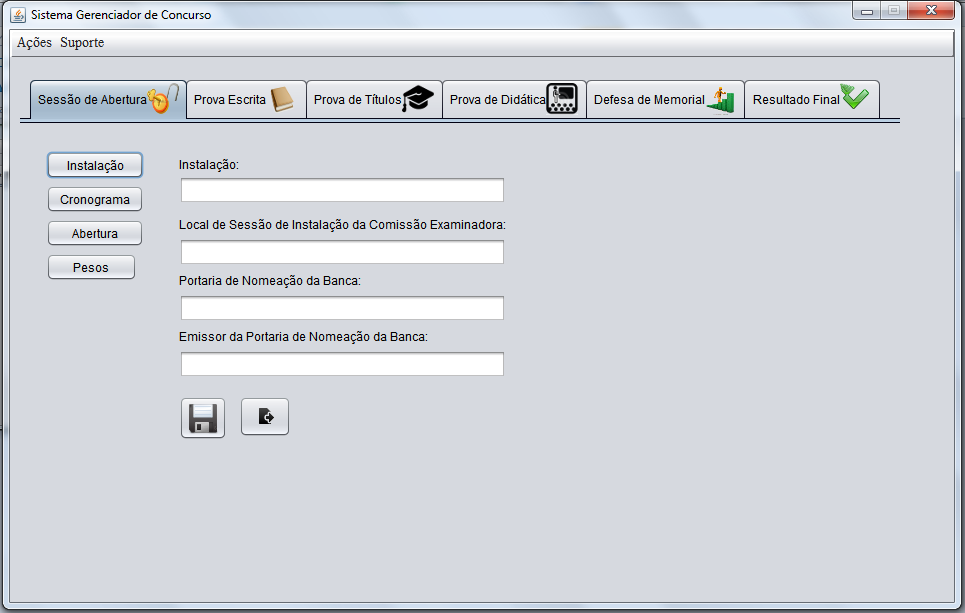 Sistema Gerenciador de Concurso
Ações Suporte
Sessão de Abertura Prova Escrita Prova de Títulos Prova de Didática Defesa de Memorial Resultado Final
Instalação
Cronograma
Abertura
Pesos
Instalação:
Local de Sessão de Instalação da Comissão Examinadora:
Portaria de Nomeação da Banca:
Emissor da Portaria de Nomeação da Banca: